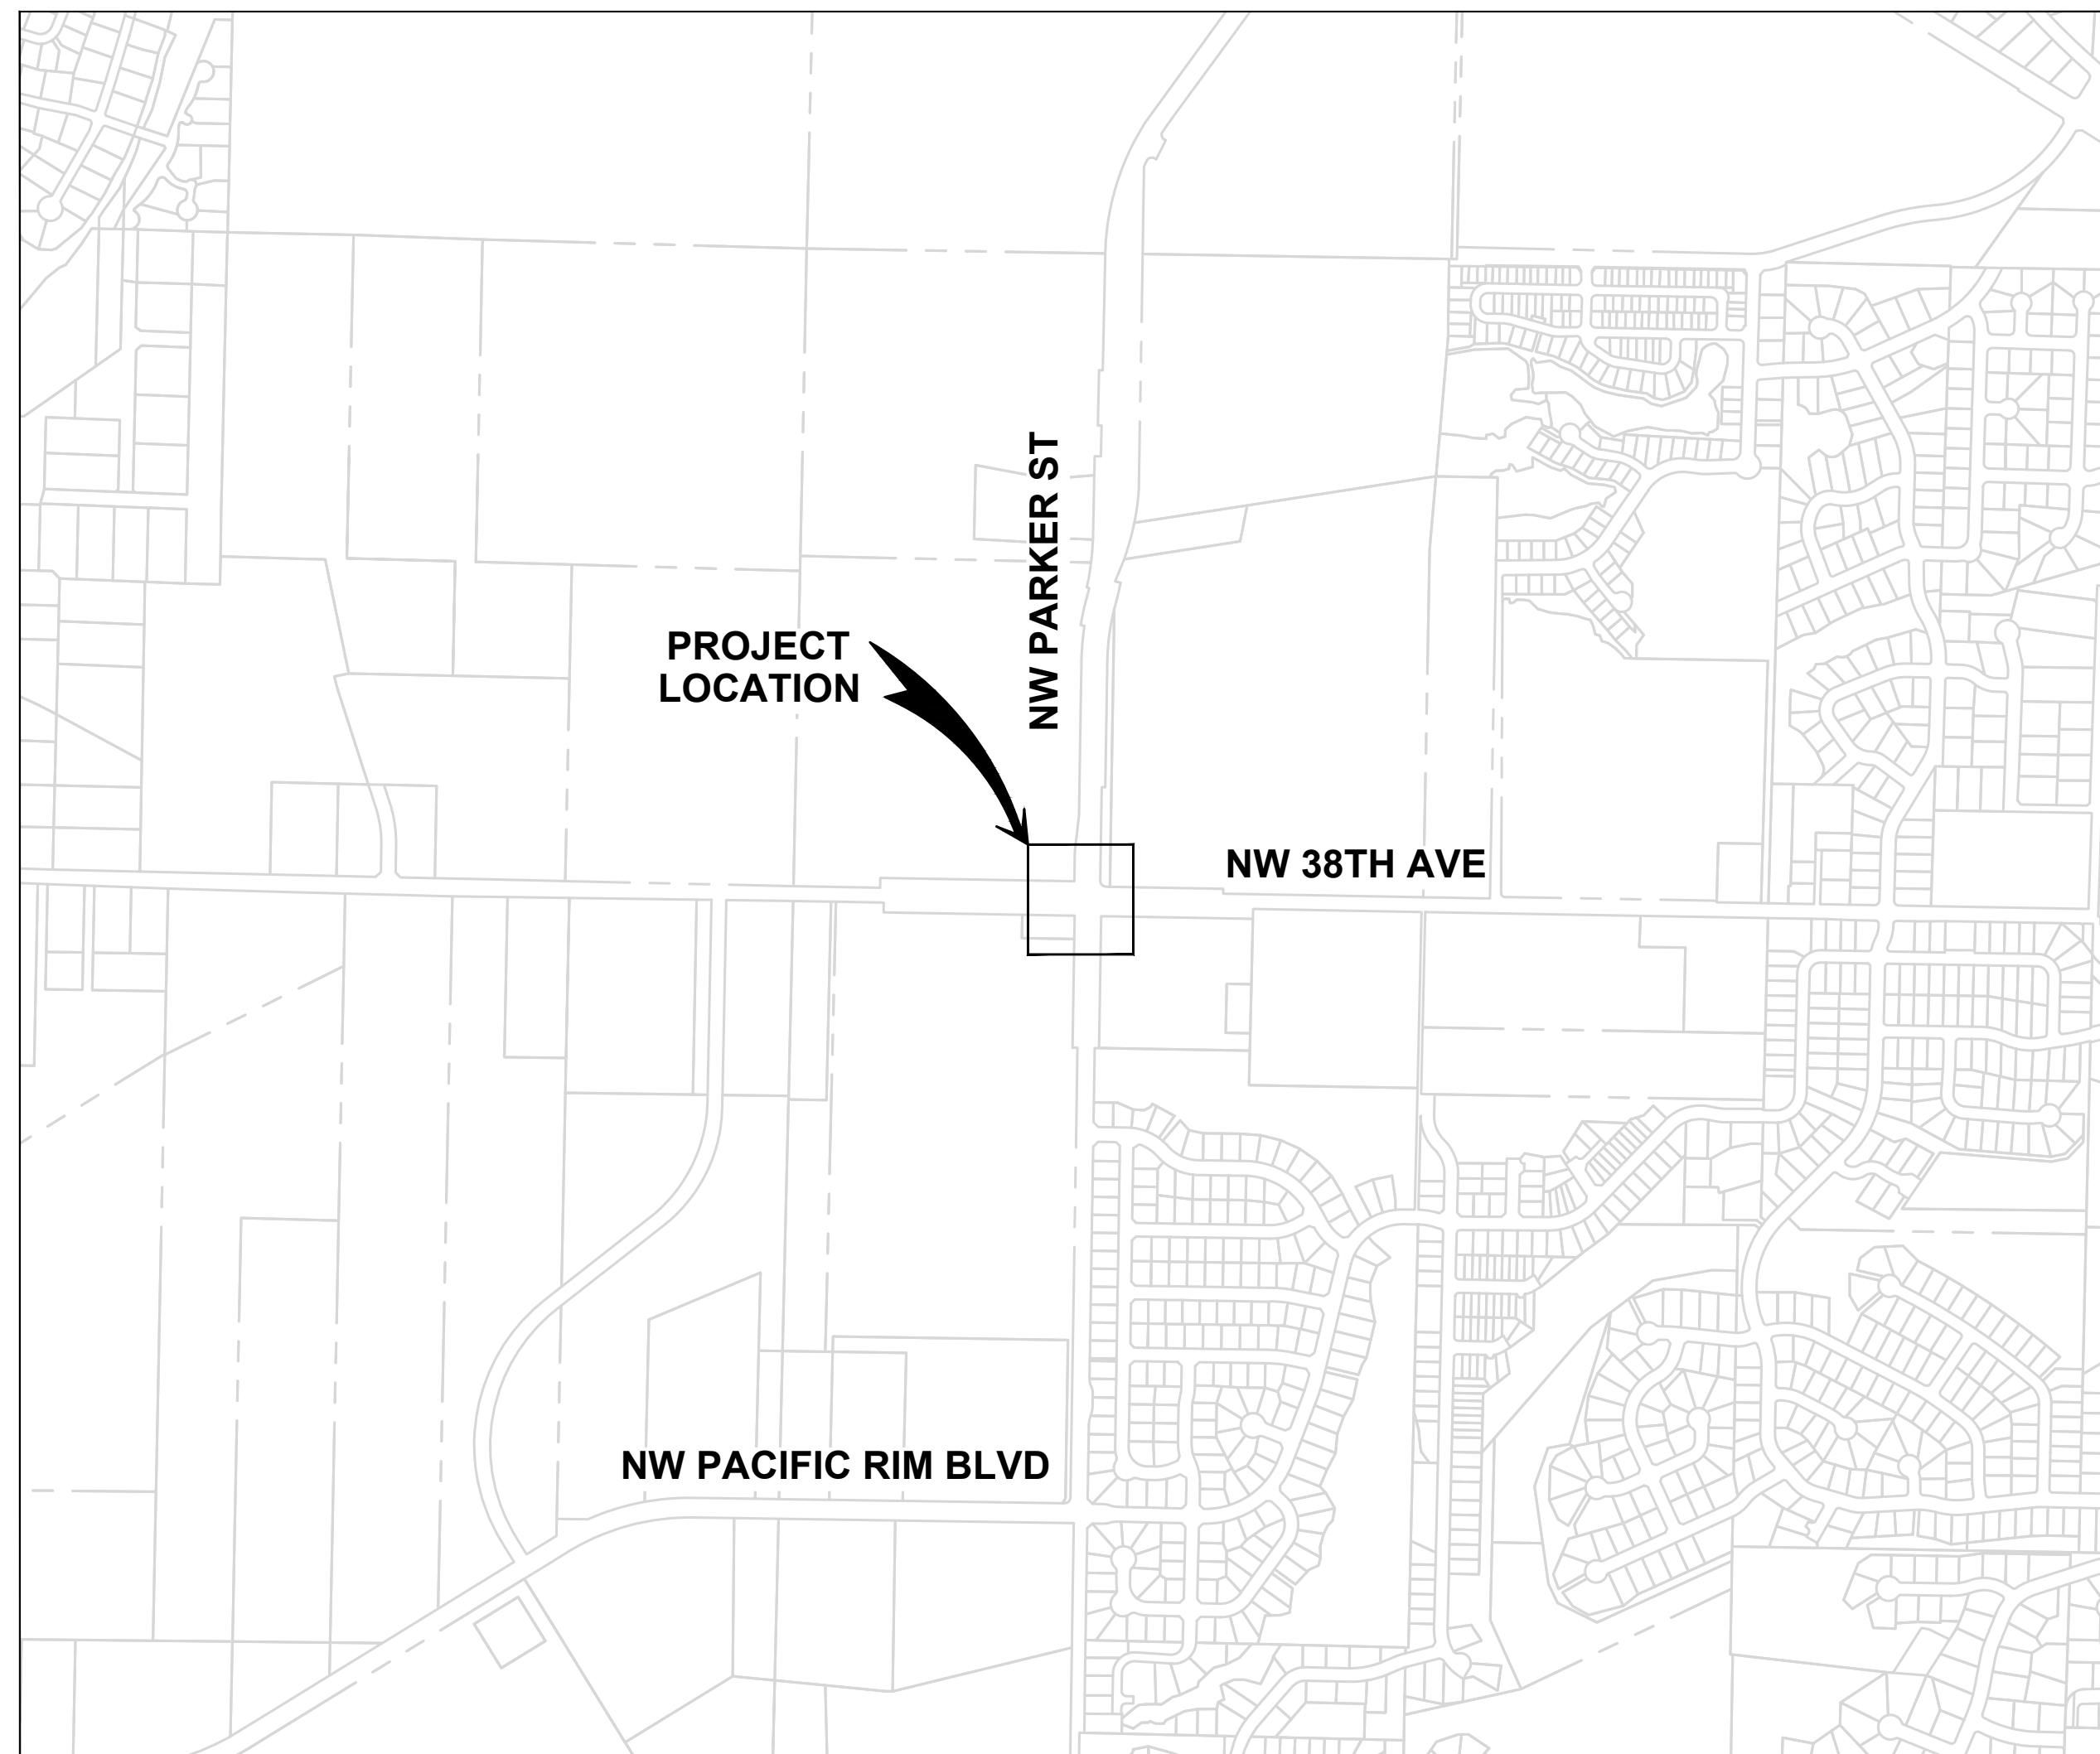 NW PARKER ST
PROJECT
LOCATION
NW 38TH AVE
NW PACIFIC RIM BLVD